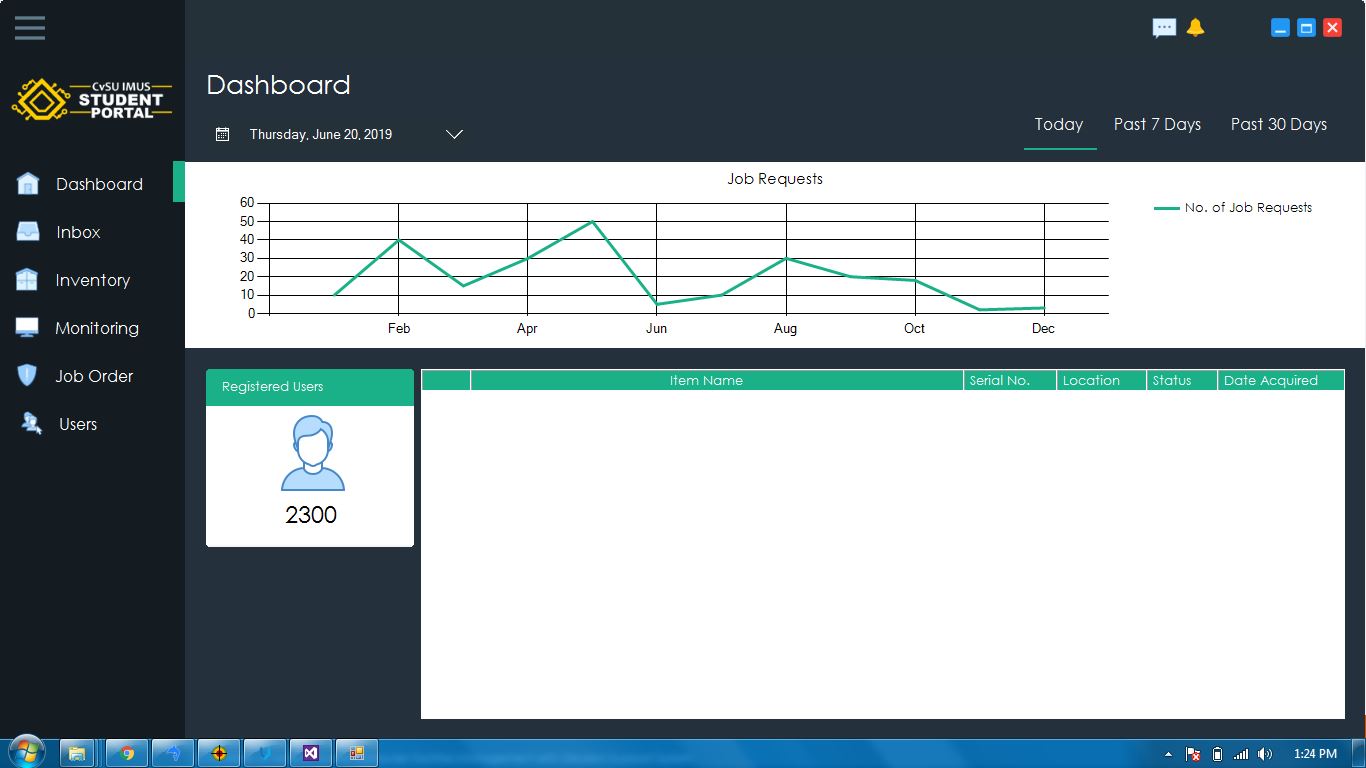 CvSU IMUS
STUDENT
PORTAL
Dashboard
Inbox
Inventory
Monitoring
Job Order
Users
Dashboard
Thursday, June 20, 2019
Today
Past 7 Days
Past 30 Days
Job Requests
60
50
40
30
20
10
0
Feb
Apr
Jun
Aug
Oct
Dec
No. of Job Requests
Registered Users
2300
Item Name
Serial No.
Location
Status
Date Acquired
1:24 PM